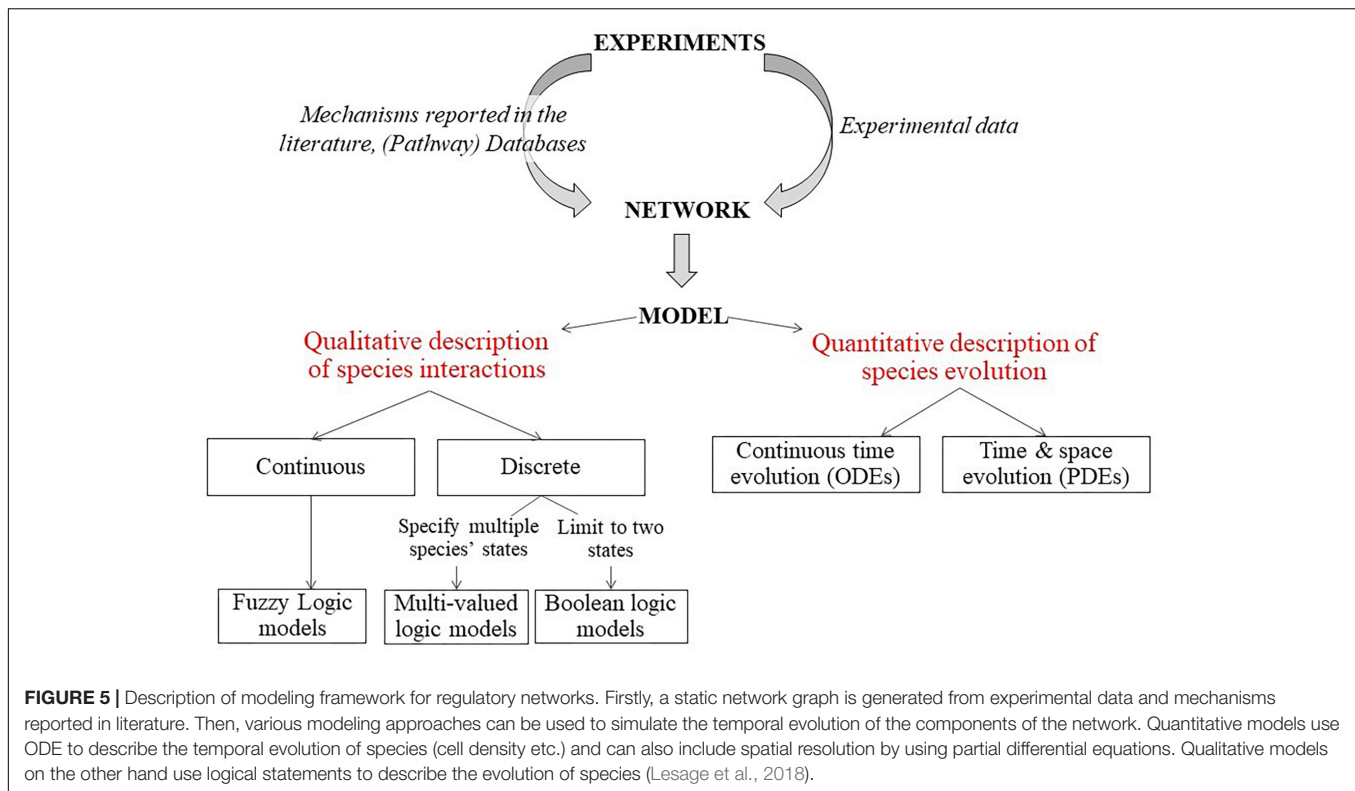 EXPERIMENTS
Mechanisms reported in the
literature, (Pathway) Databases
Experimental data
NETWORK
MODEL
Qualitative description
of species interactions
Quantitative description of
species evolution
Continuous
Discrete
Continuous time
evolution (ODEs)
Time & space
evolution (PDEs)
Specify multiple
species' states
Limit to two
states
Fuzzy Logic
models
Multi-valued
logic models
Boolean logic
models
FIGURE 5 | Description of modeling framework for regulatory networks. Firstly, a static network graph is generated from experimental data and mechanisms
reported in literature. Then, various modeling approaches can be used to simulate the temporal evolution of the components of the network. Quantitative models use
ODE to describe the temporal evolution of species (cell density etc.) and can also include spatial resolution by using partial differential equations. Qualitative models
on the other hand use logical statements to describe the evolution of species (Lesage et al., 2018).